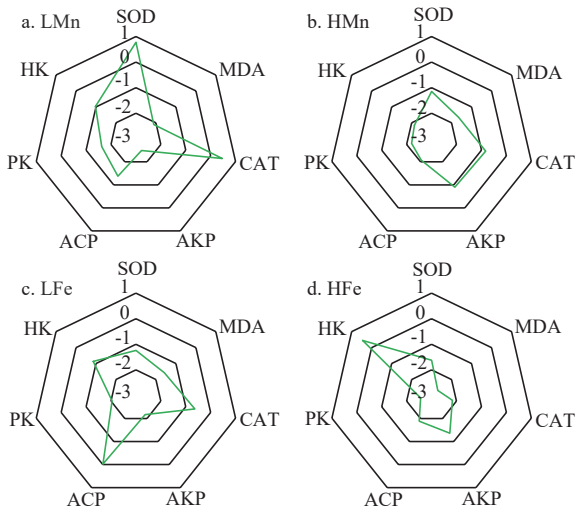 a. LMn
SOD
1
0
-1
-2
-3
HK
MDA
PK
CAT
ACP
AKP
b. HMn
SOD
1
0
-1
-2
-3
HK
MDA
PK
CAT
ACP
AKP
c. LFe
SOD
1
0
-1
-2
-3
HK
MDA
PK
CAT
ACP
AKP
d. HFe
SOD
1
0
-1
-2
-3
HK
MDA
PK
CAT
ACP
AKP